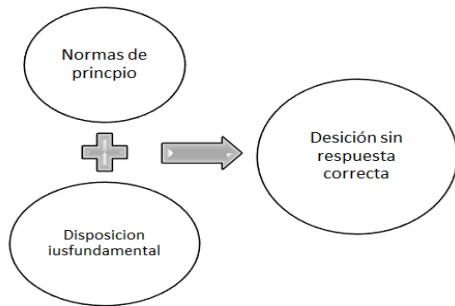 Normas de
princpio
Disposicion
iusfundamental
Desición sin
respuesta
correcta